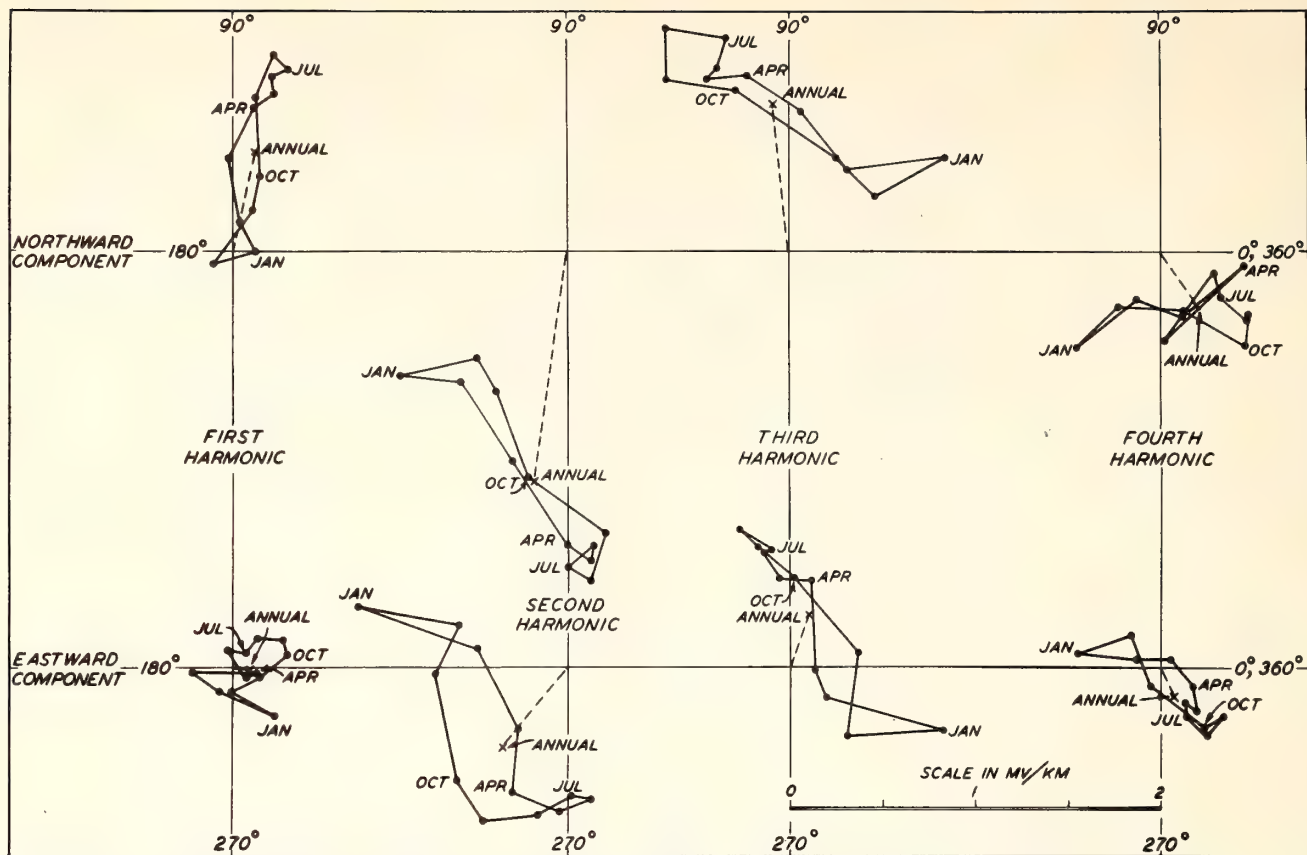 90°
90°
90°
90°
JUL
APR
ANNUAL
OCT
JAN
JUL
APR
OCT
ANNUAL
JAN
NORTHWARD
COMPONENT
180°
0,° 360°
APR
JUL
JAN
ANNUAL
OCT
JAN
OCT
ANNUAL
APR
JUL
FIRST
HARMONIC
SECOND
HARMONIC
THIRD
HARMONIC
FOURTH
HARMONIC
EASTWARD
COMPONENT
180°
0,° 360°
ANNUAL
JUL
OCT
APR
JAN
JAN
ANNUAL
OCT
APR
JUL
JUL
OCT
APR
ANNUAL
JAN
JAN
APR
ANNUAL
JUL
OCT
SCALE IN MV/KM
0
1
2
270°
270°
270°
270°